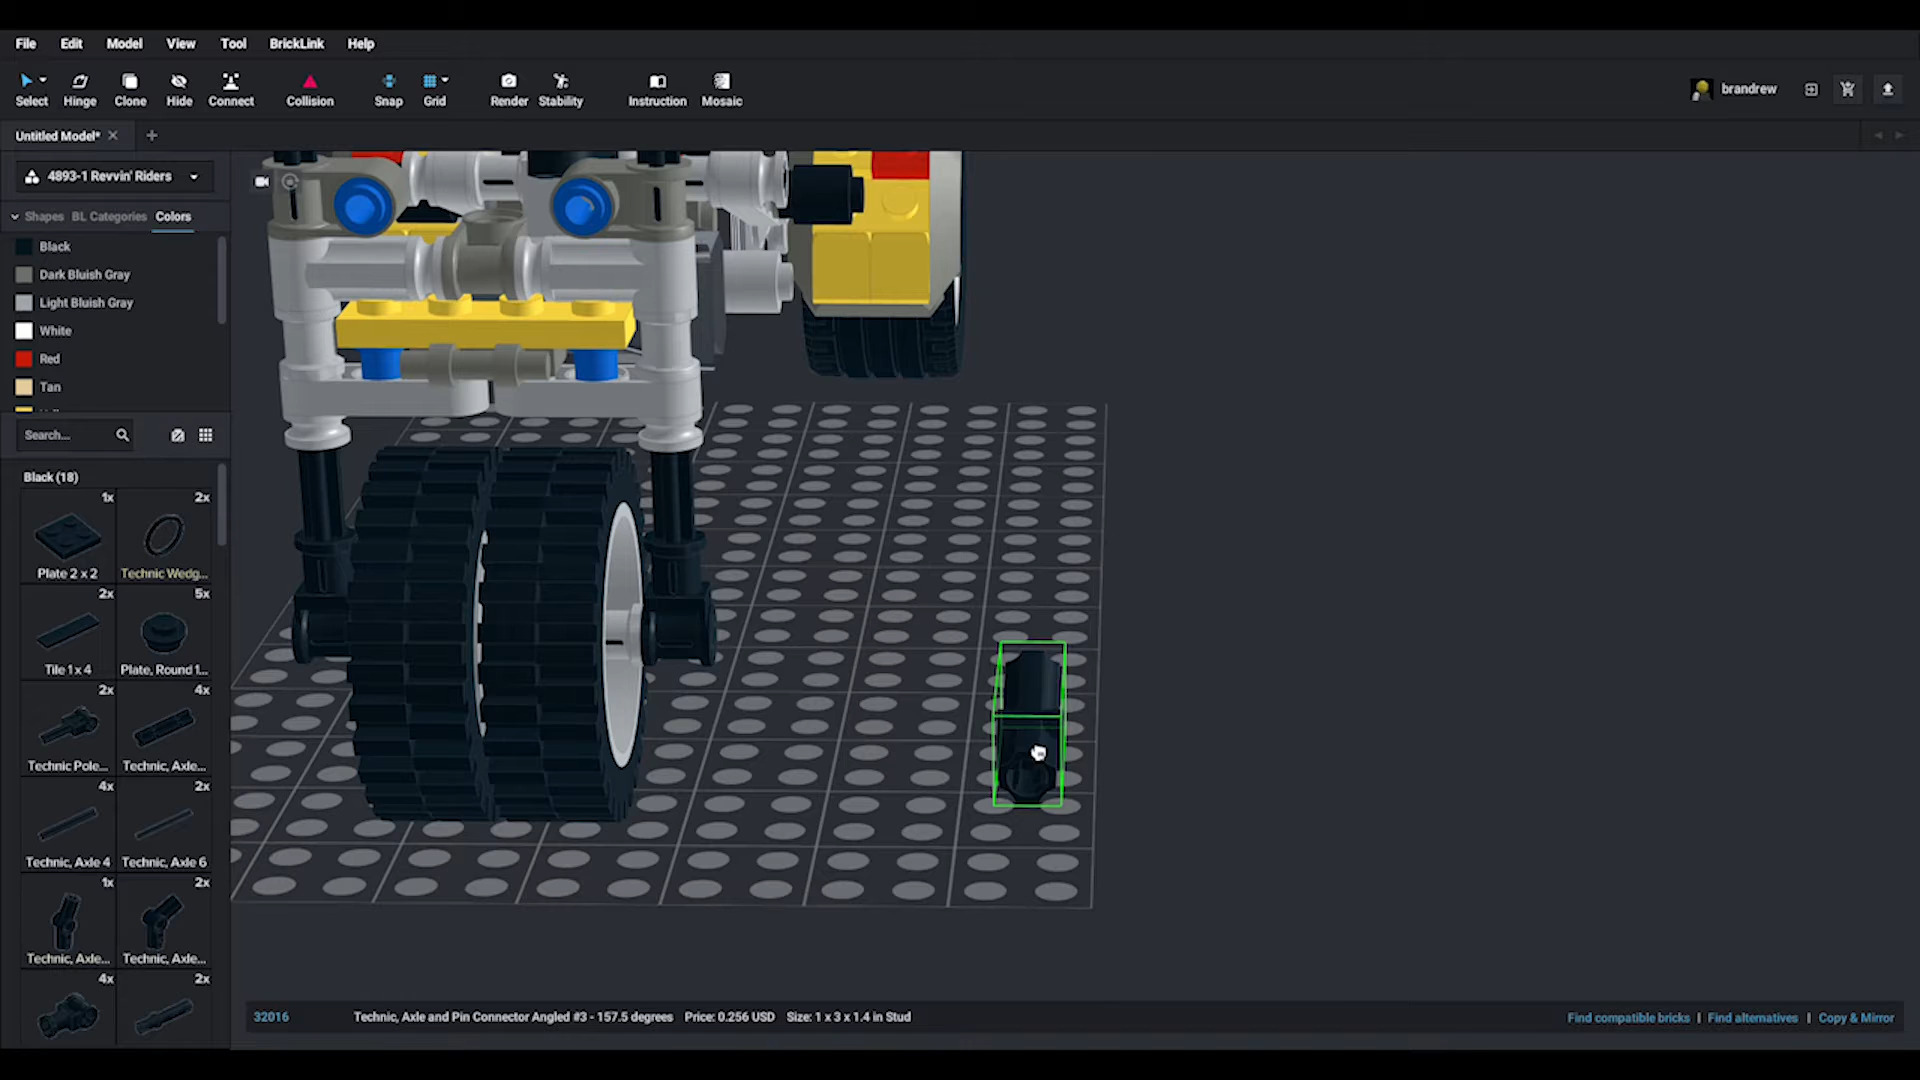 File Edit Model View Tool BrickLink Help
Select Hinge Clone Hide Connect Collision Snap Grid Render Stability Instruction Mosaic brandrew
Untitled Model*
4893-1 Revvin' Riders
Shapes BL Categories Colors
Black
Dark Bluish Gray
Light Bluish Gray
White
Red
Tan
Search...
Black (18)
1x 2x
Plate 2 x 2 Technic Wedg...
2x 5x
Tile 1 x 4 Plate, Round 1...
2x 4x
Technic Pole... Technic, Axle...
4x 2x
Technic, Axle 4 Technic, Axle 6
1x 2x
Technic, Axle... Technic, Axle...
4x 2x
32016 Technic, Axle and Pin Connector Angled #3 - 157.5 degrees Price: 0.256 USD Size: 1 x 3 x 1.4 in Stud Find compatible bricks | Find alternatives | Copy & Mirror